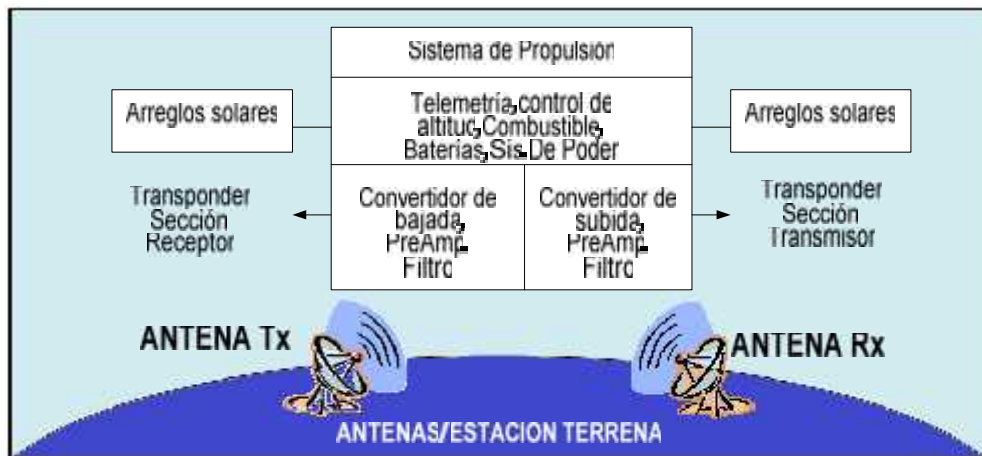 Sistema de Propulsión
Arreglos solares
Telemetría,control de
altitud,Combustible,
Baterias,Sis.De Poder
Arreglos solares
Transponder
Sección
Receptor
Convertidor de
bajada,
PreAmp.
Filtro
Convertidor de
subida,
PreAmp.
Filtro
Transponder
Sección
Transmisor
ANTENA Tx
ANTENA Rx
ANTENAS/ESTACION TERRENA